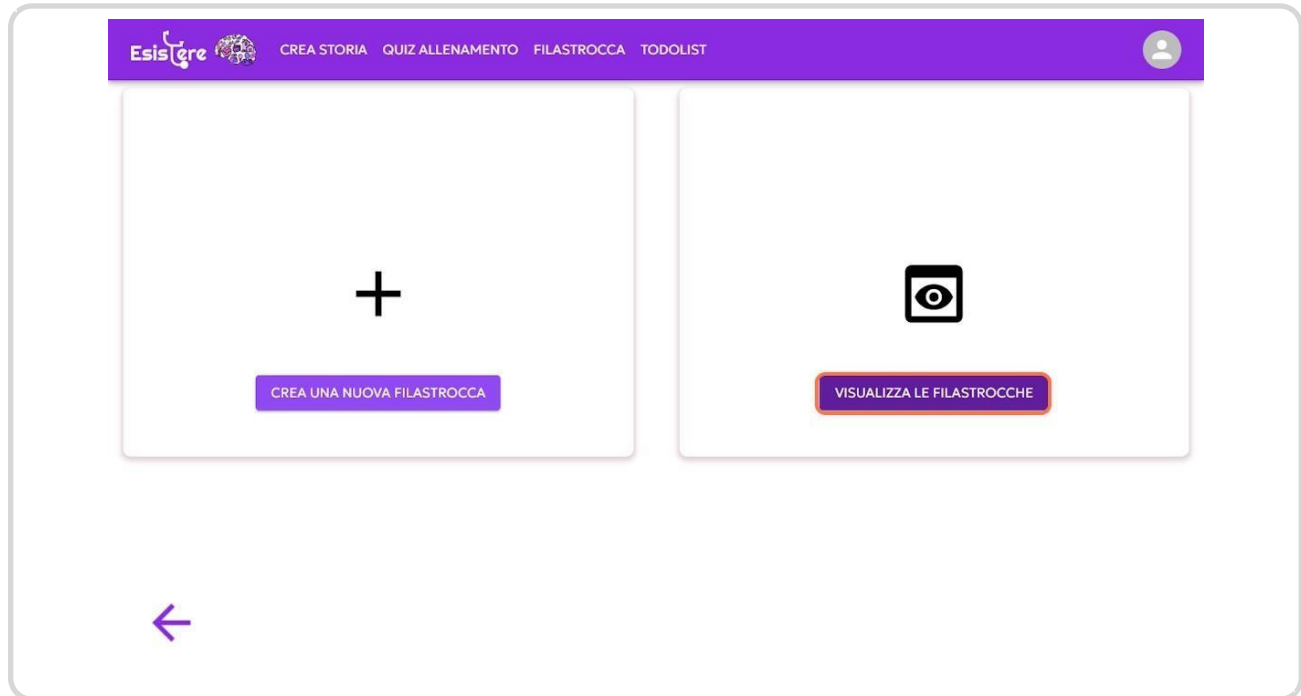 Esistere CREA STORIA QUIZ ALLENAMENTO FILASTROCCA TODOLIST
CREA UNA NUOVA FILASTROCCA
VISUALIZZA LE FILASTROCCHE